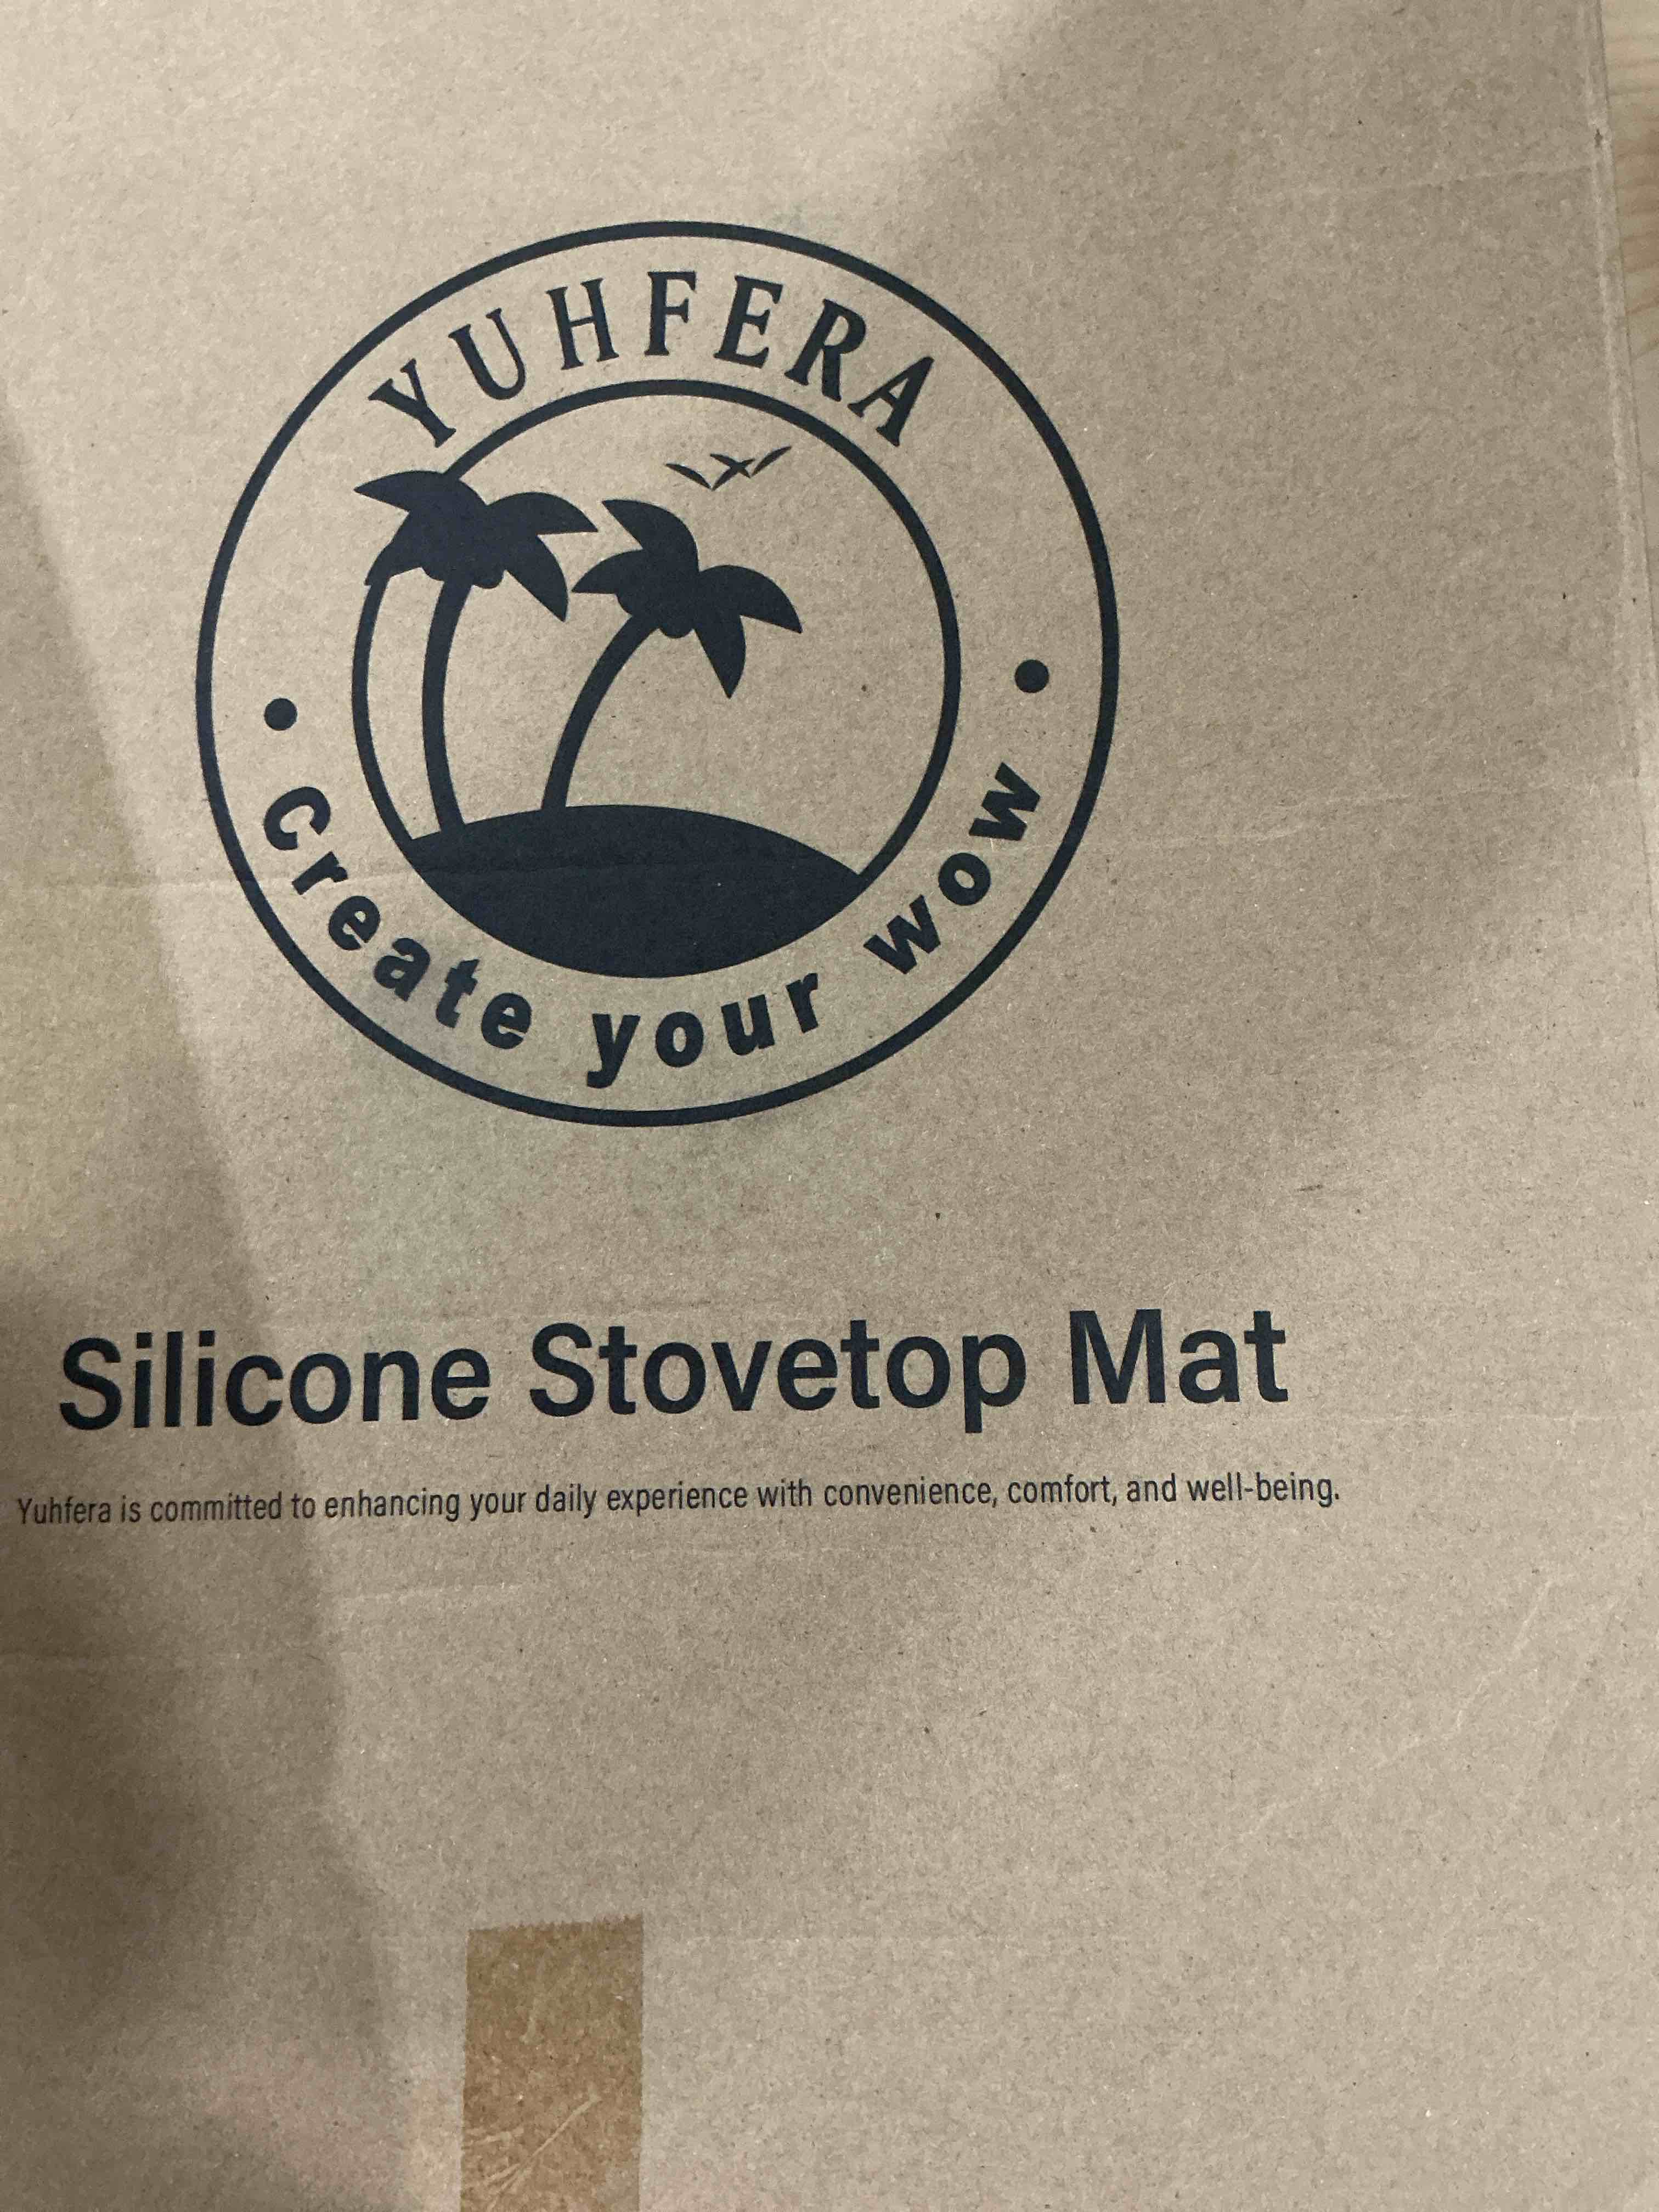 YUHFERA
Create your wow
Silicone Stovetop Mat
Yuhfera is committed to enhancing your daily experience with convenience, comfort, and well-being.